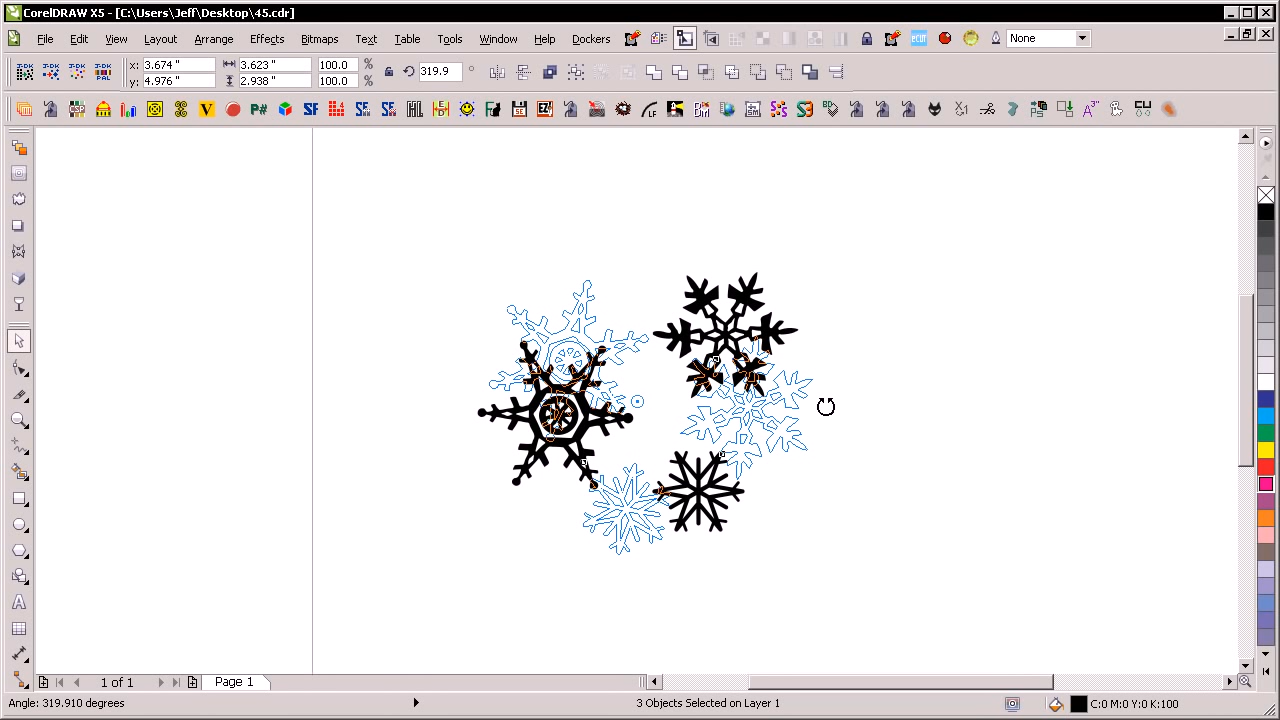 CorelDRAW X5 - [C:\Users\Jeff\Desktop\45.cdr]
File Edit View Layout Arrange Effects Bitmaps Text Table Tools Window Help Dockers None
x: 3.674 " 3.623 " 100.0 % 319.9 °
y: 4.976 " 2.938 " 100.0 %
1 of 1 Page 1
Angle: 319.910 degrees 3 Objects Selected on Layer 1 C:0 M:0 Y:0 K:100